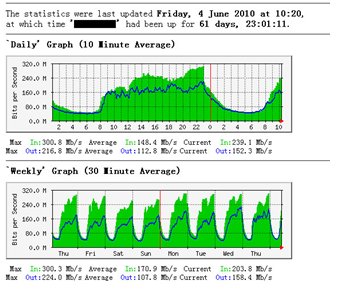 The statistics were last updated Friday, 4 June 2010 at 10:20,
at which time ' ' had been up for 61 days, 23:01:11.
`Daily' Graph (10 Minute Average)
Bits per Second
320.0 M
240.0 M
160.0 M
80.0 M
0.0 M
2 4 6 8 10 12 14 16 18 20 22 0 2 4 6 8 10
Max In:300.8 Mb/s Average In:148.4 Mb/s Current In:239.1 Mb/s
Max Out:216.8 Mb/s Average Out:112.8 Mb/s Current Out:152.3 Mb/s
`Weekly' Graph (30 Minute Average)
Bits per Second
320.0 M
240.0 M
160.0 M
80.0 M
0.0 M
Thu Fri Sat Sun Mon Tue Wed Thu
Max In:300.3 Mb/s Average In:170.9 Mb/s Current In:203.8 Mb/s
Max Out:224.0 Mb/s Average Out:107.8 Mb/s Current Out:158.4 Mb/s